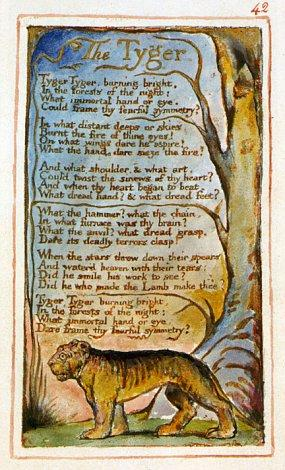 42
The Tyger
Tyger Tyger, burning bright,
In the forests of the night:
What immortal hand or eye,
Could frame thy fearful symmetry?
In what distant deeps or skies
Burnt the fire of thine eyes!
On what wings dare he aspire?
What the hand, dare sieze the fire?
And what shoulder, & what art,
Could twist the sinews of thy heart?
And when thy heart began to beat,
What dread hand? & what dread feet?
What the hammer? what the chain,
In what furnace was thy brain?
What the anvil? what dread grasp,
Dare its deadly terrors clasp!
When the stars threw down their spears
And water'd heaven with their tears:
Did he smile his work to see?
Did he who made the Lamb make thee?
Tyger Tyger burning bright,
In the forests of the night:
What immortal hand or eye,
Dare frame thy fearful symmetry?